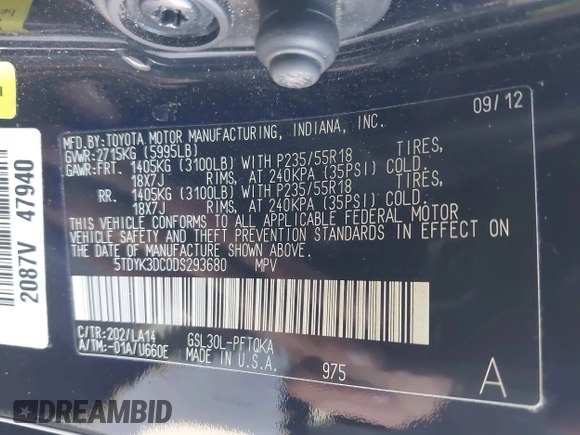 09/12
MFD.BY:TOYOTA MOTOR MANUFACTURING, INDIANA, INC.
GVWR:2715KG (5995LB)
GAWR:FRT. 1405KG (3100LB) WITH P235/55R18 TIRES,
18X7J RIMS, AT 240KPA (35PSI) COLD.
RR. 1405KG (3100LB) WITH P235/55R18 TIRES,
18X7J RIMS, AT 240KPA (35PSI) COLD.
THIS VEHICLE CONFORMS TO ALL APPLICABLE FEDERAL MOTOR
VEHICLE SAFETY AND THEFT PREVENTION STANDARDS IN EFFECT ON
THE DATE OF MANUFACTURE SHOWN ABOVE.
5TDYK3DC0DS293680 MPV
C/TR:202/LA14 GSL30L-PFTQKA
A/TM:-01A/U660E MADE IN U.S.A. 975
A
2087V 47940
DREAMBID